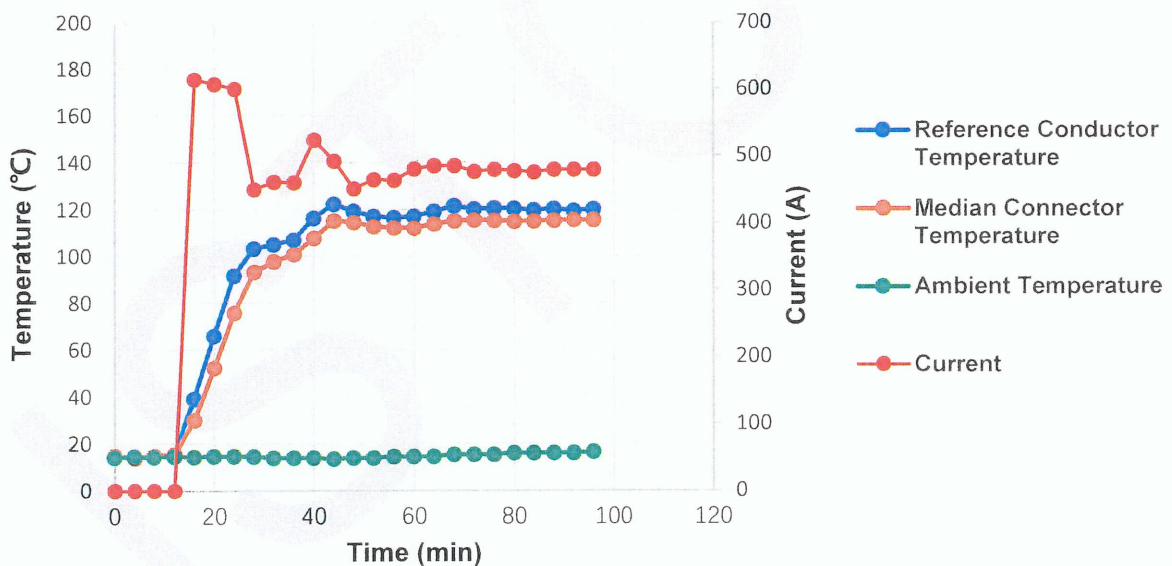 200
180
160
140
120
100
80
60
40
20
0
Temperature (℃)
0 20 40 60 80 100 120
Time (min)
700
600
500
400
300
200
100
0
Current (A)
Reference Conductor
Temperature
Median Connector
Temperature
Ambient Temperature
Current